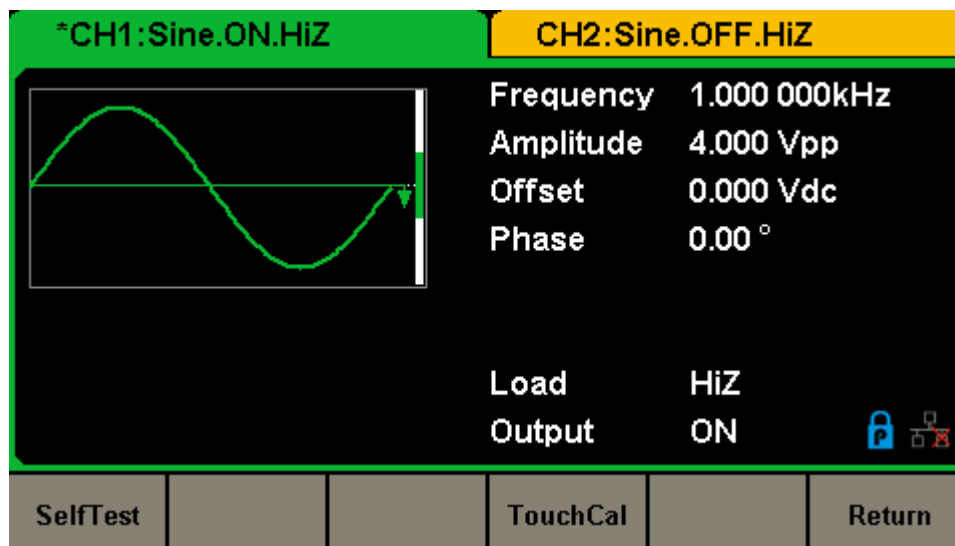 *CH1:Sine.ON.HiZ
CH2:Sine.OFF.HiZ
Frequency 1.000 000kHz
Amplitude 4.000 Vpp
Offset 0.000 Vdc
Phase 0.00 °
Load HiZ
Output ON
P
SelfTest TouchCal Return